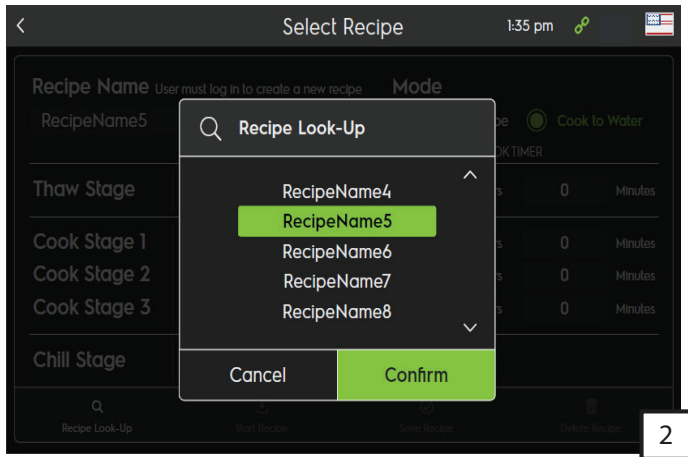 Select Recipe 1:35 pm
Recipe Name User must log in to create a new recipe Mode
RecipeName5 Cook to Water
Recipe Look-Up
Thaw Stage 0 Minutes
RecipeName4
RecipeName5
RecipeName6
RecipeName7
RecipeName8
Cook Stage 1 0 Minutes
Cook Stage 2 0 Minutes
Cook Stage 3 0 Minutes
Chill Stage
Cancel Confirm
Recipe Look-Up Start Recipe Save Recipe Delete Recipe
2